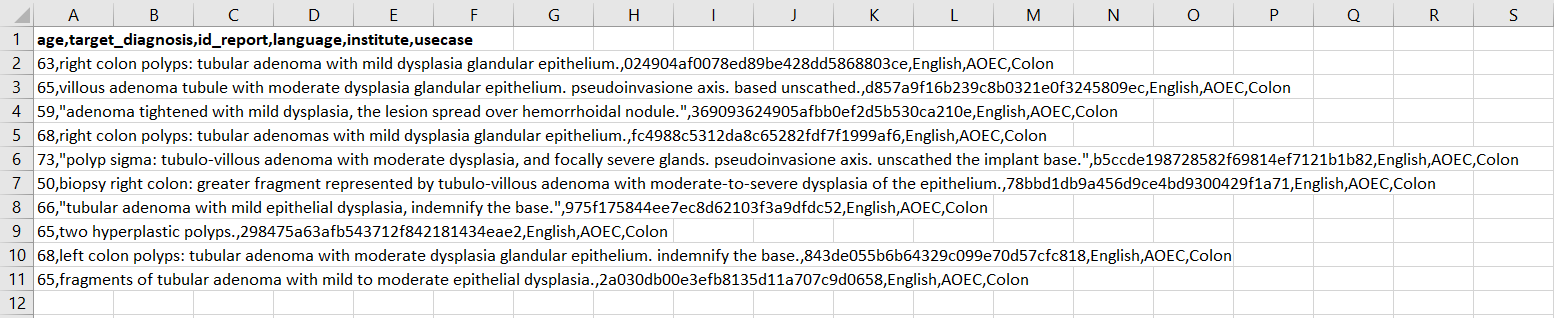 A B C D E F G H I J K L M N O P Q R S
1 age,target_diagnosis,id_report,language,institute,usecase
2 63,right colon polyps: tubular adenoma with mild dysplasia glandular epithelium.,024904af0078ed89be428dd5868803ce,English,AOEC,Colon
3 65,villous adenoma tubule with moderate dysplasia glandular epithelium. pseudoinvasione axis. based unscathed.,d857a9f16b239c8b0321e0f3245809ec,English,AOEC,Colon
4 59,"adenoma tightened with mild dysplasia, the lesion spread over hemorrhoidal nodule.",369093624905afbb0ef2d5b530ca210e,English,AOEC,Colon
5 68,right colon polyps: tubular adenomas with mild dysplasia glandular epithelium.,fc4988c5312da8c65282fdf7f1999af6,English,AOEC,Colon
6 73,"polyp sigma: tubulo-villous adenoma with moderate dysplasia, and focally severe glands. pseudoinvasione axis. unscathed the implant base.",b5ccde198728582f69814ef7121b1b82,English,AOEC,Colon
7 50,biopsy right colon: greater fragment represented by tubulo-villous adenoma with moderate-to-severe dysplasia of the epithelium.,78bbd1db9a456d9ce4bd9300429f1a71,English,AOEC,Colon
8 66,"tubular adenoma with mild epithelial dysplasia, indemnify the base.",975f175844ee7ec8d62103f3a9dfdc52,English,AOEC,Colon
9 65,two hyperplastic polyps.,298475a63afb543712f842181434eae2,English,AOEC,Colon
10 68,left colon polyps: tubular adenoma with moderate dysplasia glandular epithelium. indemnify the base.,843de055b6b64329c099e70d57cfc818,English,AOEC,Colon
11 65,fragments of tubular adenoma with mild to moderate epithelial dysplasia.,2a030db00e3efb8135d11a707c9d0658,English,AOEC,Colon
12